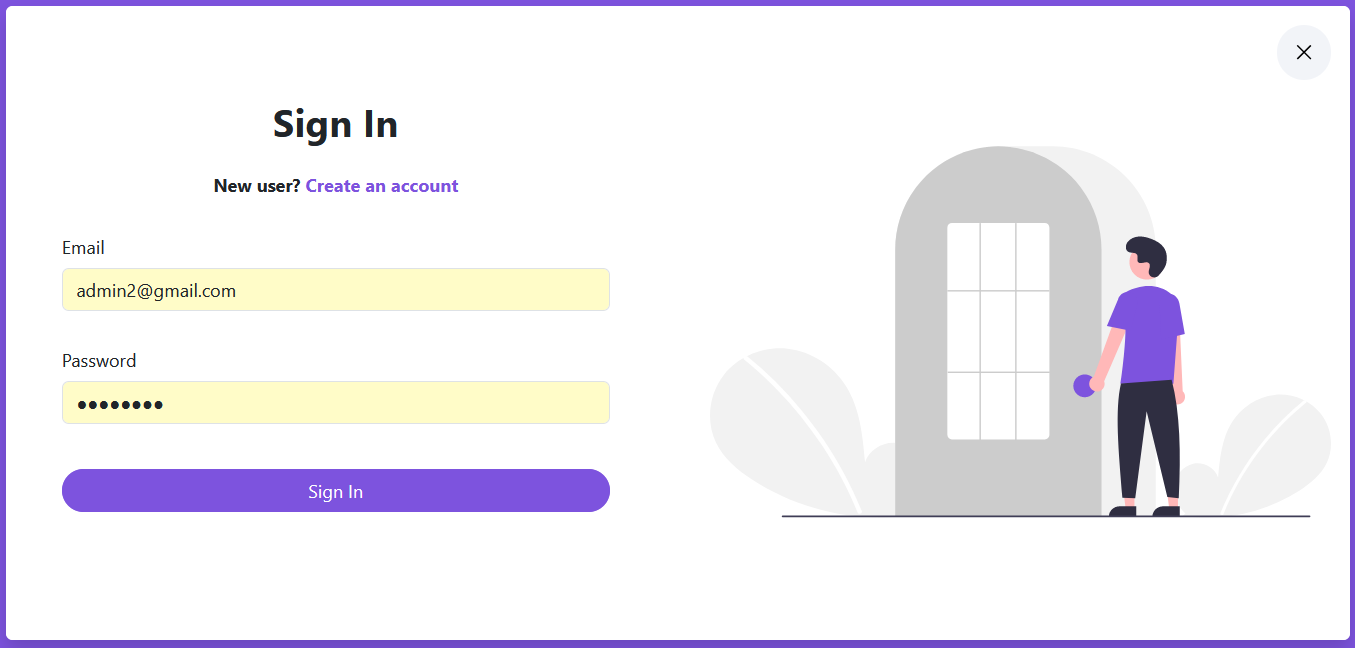 Sign In
New user? Create an account
Email
admin2@gmail.com
Password
●●●●●●●●
Sign In